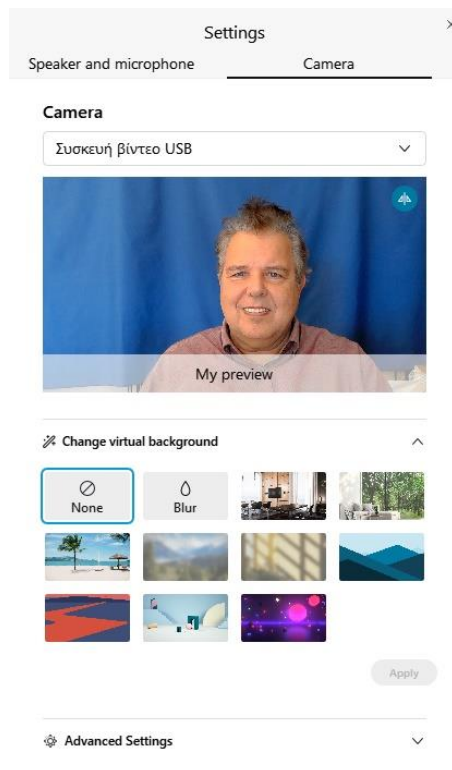 Settings
Speaker and microphone
Camera
Camera
Συσκευή βίντεο USB
My preview
Change virtual background
None
Blur
Apply
Advanced Settings